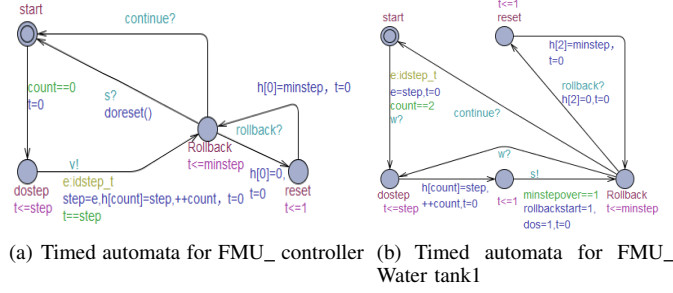 start
continue?
count==0
t=0
s?
doreset()
h[0]=minstep, t=0
Rollback
t<=minstep
rollback?
v!
e:idstep_t
step=e,h[count]=step,++count, t=0
t==step
dostep
t<=step
h[0]=0,
t=0
reset
t<=1
(a) Timed automata for FMU_ controller
t<=1
reset
start
h[2]=minstep,
t=0
e:idstep_t
e=step,t=0
count==2
w?
continue?
rollback?
h[2]=0,t=0
w?
dostep
t<=step
h[count]=step,
++count,t=0
t<=1
s!
minstepover==1
rollbackstart=1,
dos=1,t=0
Rollback
t<=minstep
(b) Timed automata for FMU_
Water tank1